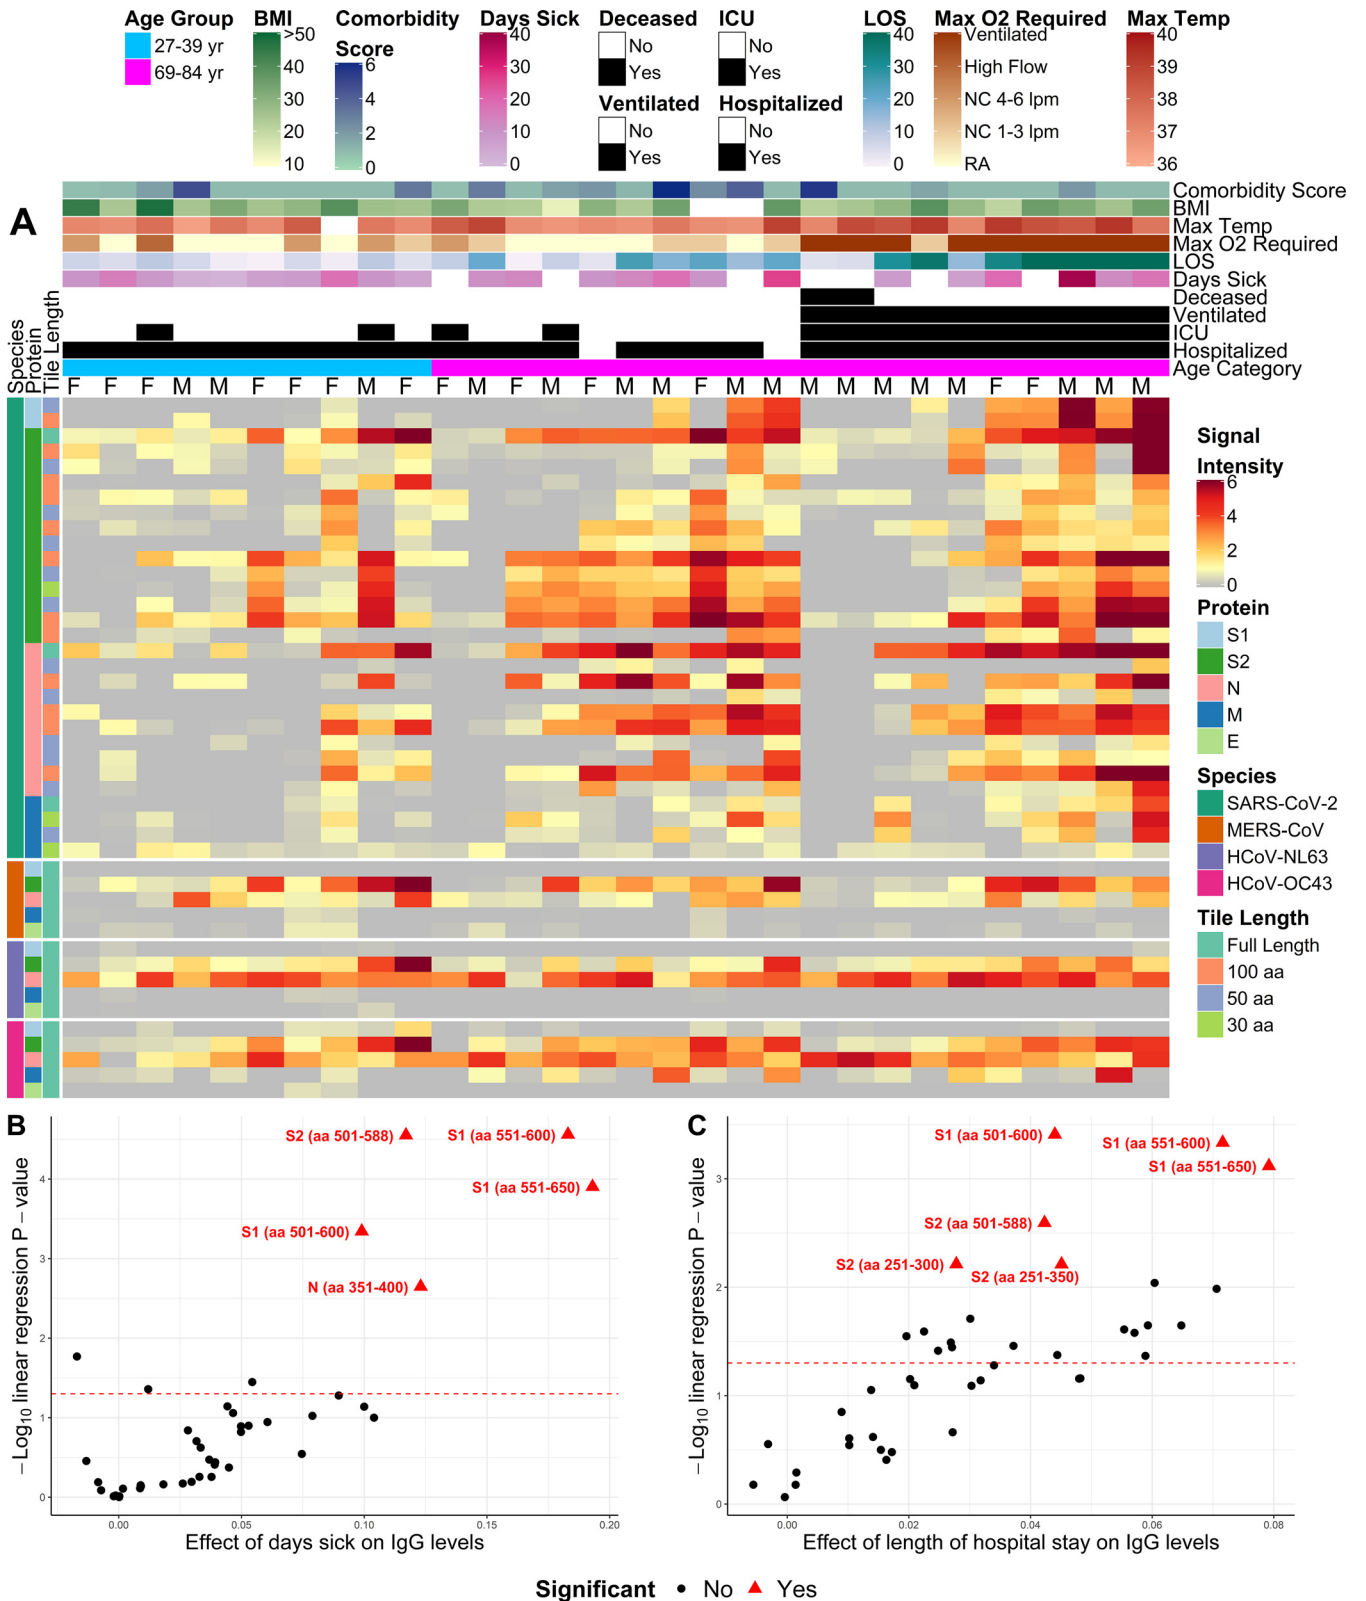 Age Group
27-39 yr
69-84 yr
BMI
>50
40
30
20
10
Comorbidity
Score
6
4
2
0
Days Sick
40
30
20
10
0
Deceased
No
Yes
Ventilated
No
Yes
ICU
No
Yes
Hospitalized
No
Yes
LOS
40
30
20
10
0
Max O2 Required
Ventilated
High Flow
NC 4-6 lpm
NC 1-3 lpm
RA
Max Temp
40
39
38
37
36
A
Comorbidity Score
BMI
Max Temp
Max O2 Required
LOS
Days Sick
Deceased
Ventilated
ICU
Hospitalized
Age Category
Species
Protein
Tile Length
F F F M M F F F M F F M F M F M M F M M M M M M M F F M M M
Signal
Intensity
6
4
2
0
Protein
S1
S2
N
M
E
Species
SARS-CoV-2
MERS-CoV
HCoV-NL63
HCoV-OC43
Tile Length
Full Length
100 aa
50 aa
30 aa
B
−Log10 linear regression P − value
4
3
2
1
0
S2 (aa 501-588)
S1 (aa 551-600)
S1 (aa 551-650)
S1 (aa 501-600)
N (aa 351-400)
0.00 0.05 0.10 0.15 0.20
Effect of days sick on IgG levels
C
−Log10 linear regression P − value
3
2
1
0
S1 (aa 501-600)
S1 (aa 551-600)
S1 (aa 551-650)
S2 (aa 501-588)
S2 (aa 251-300)
S2 (aa 251-350)
0.00 0.02 0.04 0.06 0.08
Effect of length of hospital stay on IgG levels
Significant No Yes